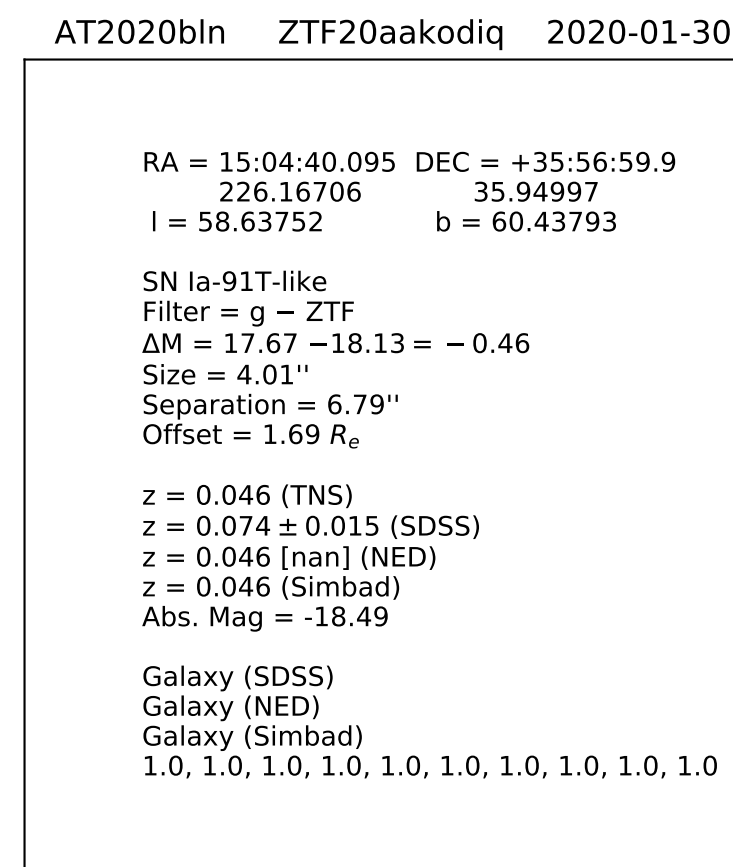 AT2020bln ZTF20aakodiq 2020-01-30
RA = 15:04:40.095 DEC = +35:56:59.9
226.16706 35.94997
l = 58.63752 b = 60.43793
SN Ia-91T-like
Filter = g − ZTF
ΔM = 17.67 −18.13 = − 0.46
Size = 4.01''
Separation = 6.79''
Offset = 1.69 Rₑ
z = 0.046 (TNS)
z = 0.074 ± 0.015 (SDSS)
z = 0.046 [nan] (NED)
z = 0.046 (Simbad)
Abs. Mag = -18.49
Galaxy (SDSS)
Galaxy (NED)
Galaxy (Simbad)
1.0, 1.0, 1.0, 1.0, 1.0, 1.0, 1.0, 1.0, 1.0, 1.0